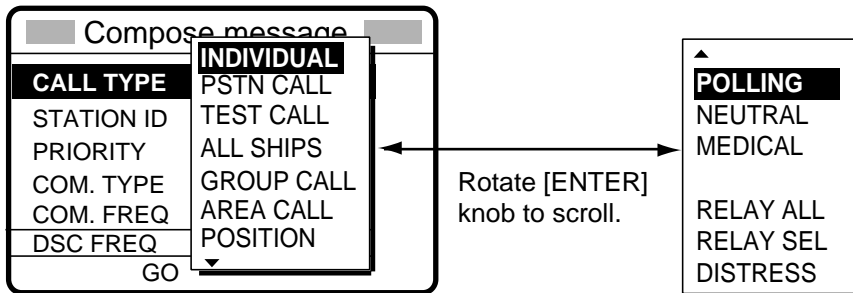 Compose message
CALL TYPE
STATION ID
PRIORITY
COM. TYPE
COM. FREQ
DSC FREQ
GO
INDIVIDUAL
PSTN CALL
TEST CALL
ALL SHIPS
GROUP CALL
AREA CALL
POSITION
Rotate [ENTER]
knob to scroll.
POLLING
NEUTRAL
MEDICAL
RELAY ALL
RELAY SEL
DISTRESS